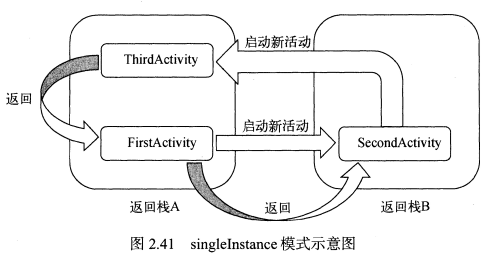 启动新活动
ThirdActivity
返回
启动新活动
FirstActivity
SecondActivity
返回栈A
返回
返回栈B
图 2.41 singleInstance 模式示意图